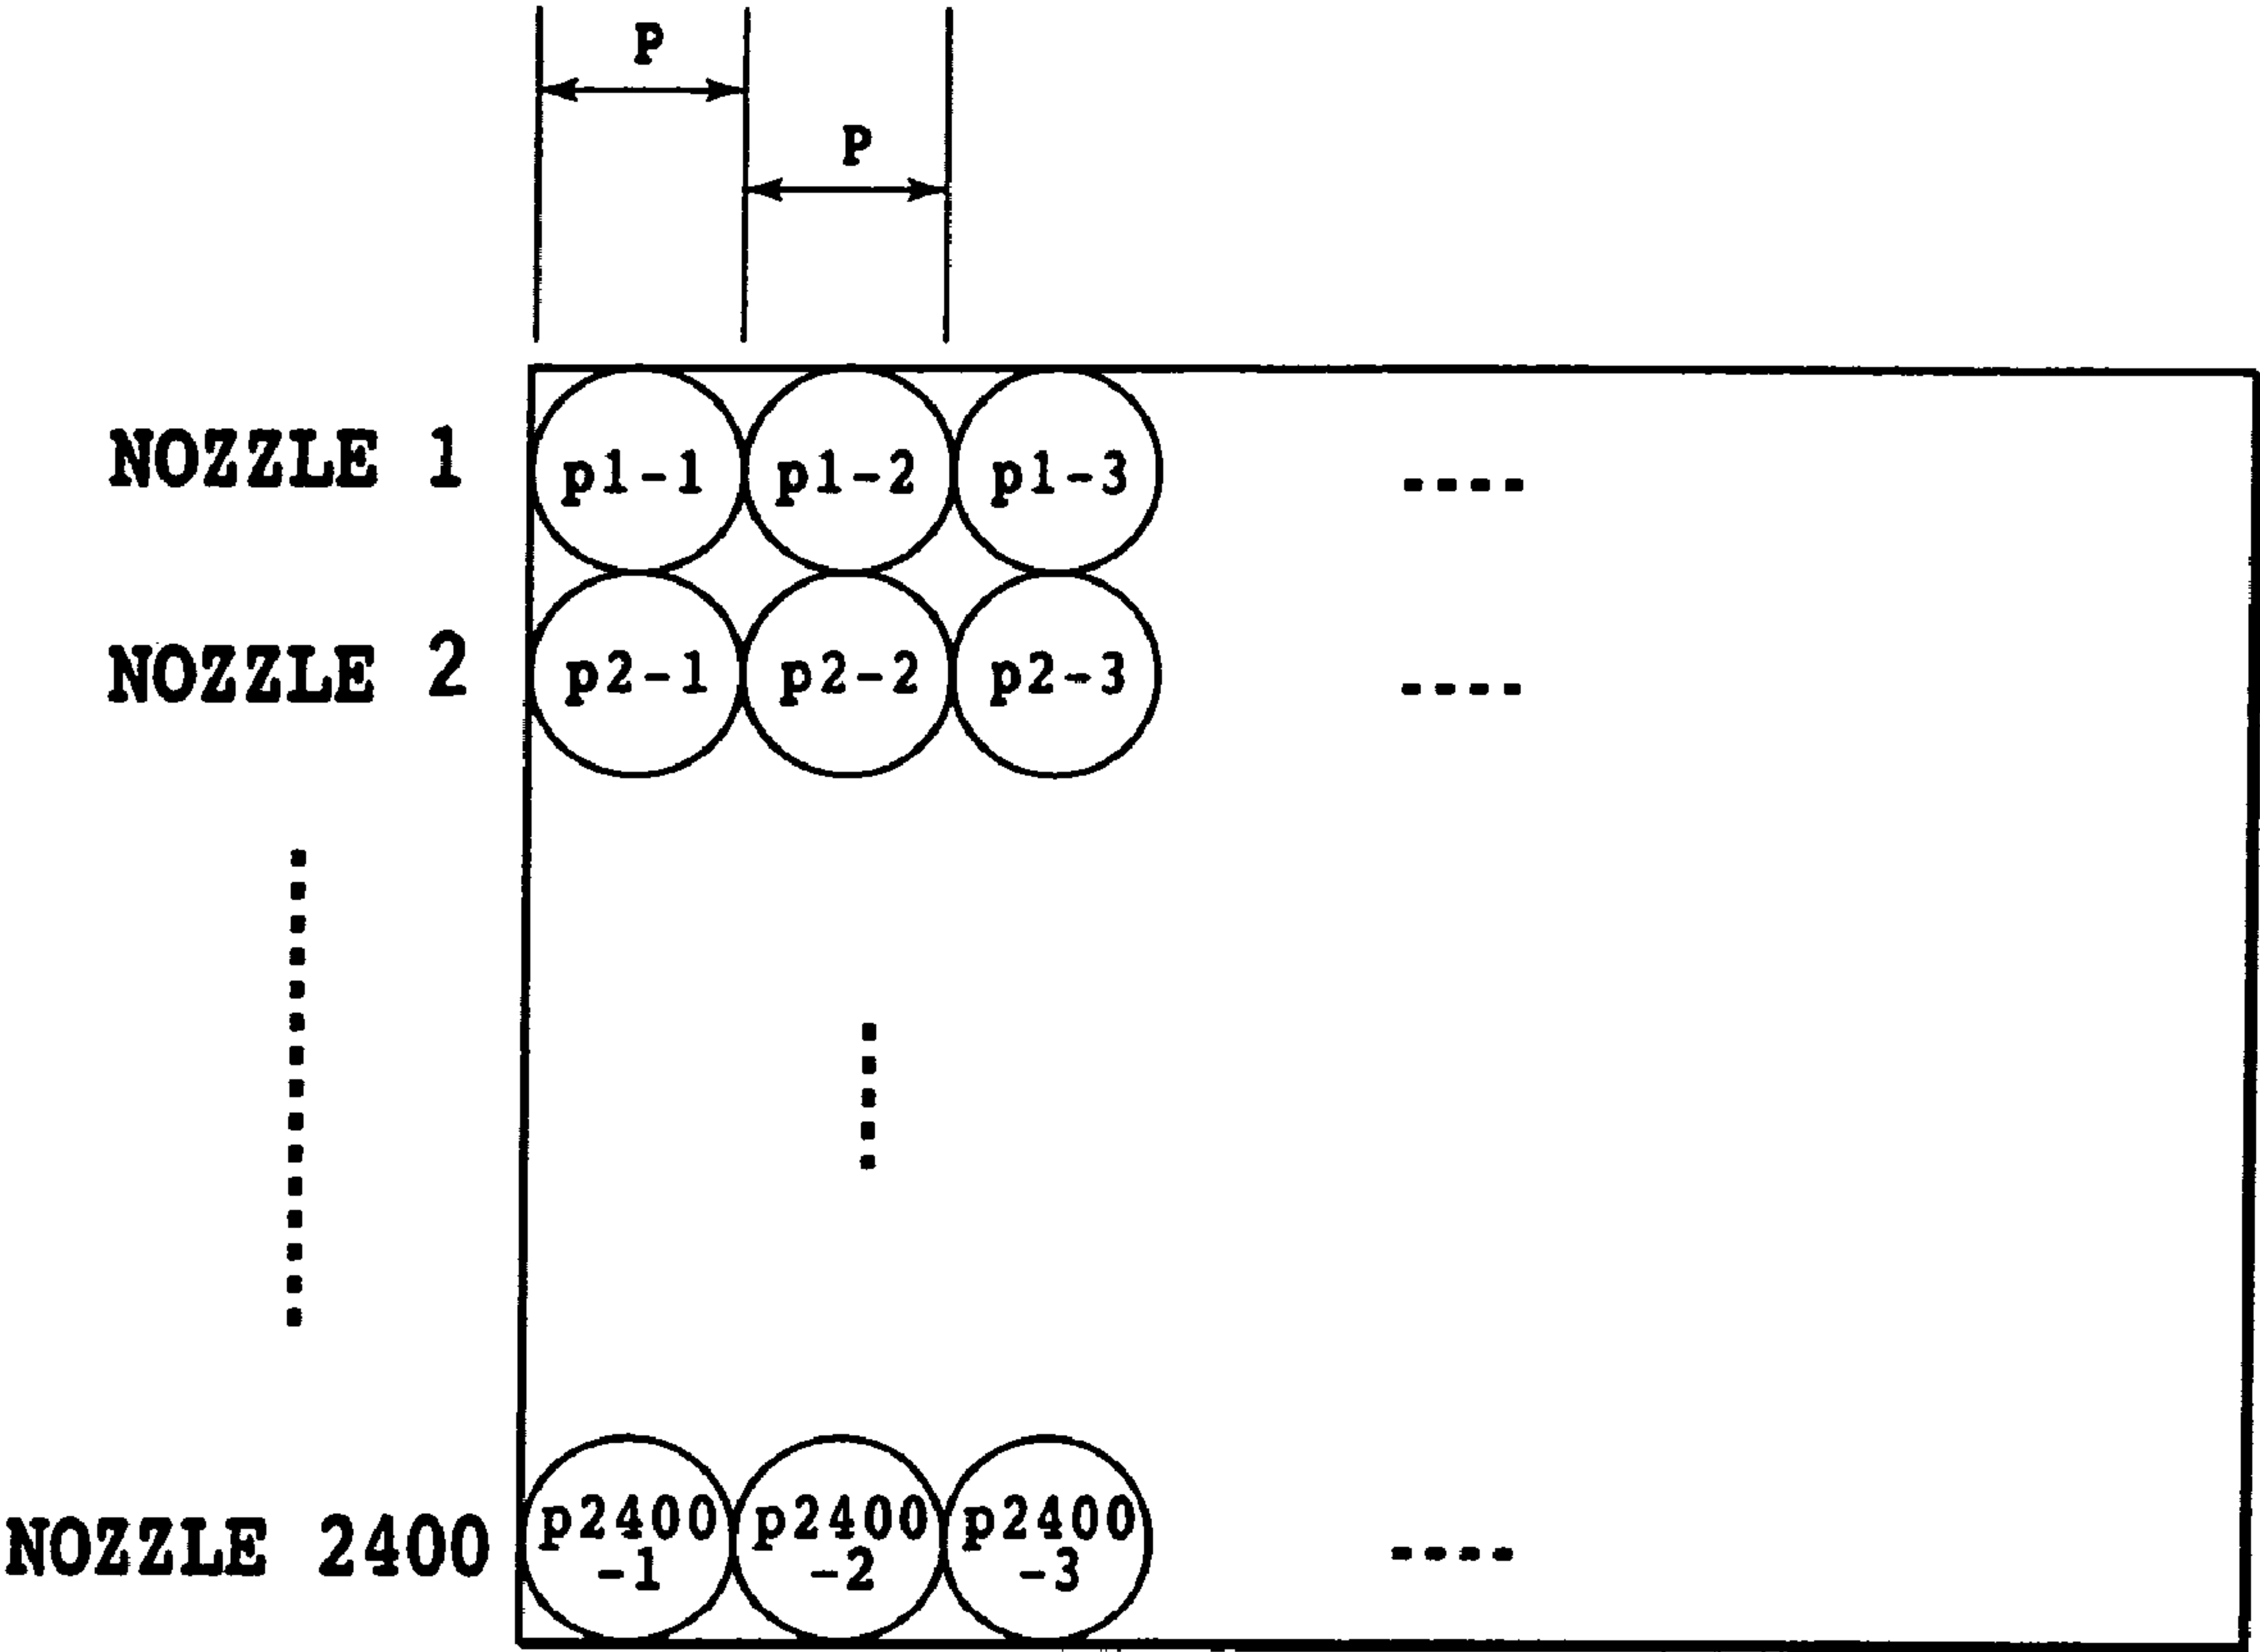 P
P
NOZZLE 1 p1-1 p1-2 p1-3 ----
NOZZLE 2 p2-1 p2-2 p2-3 ----
NOZZLE 2400 p2400 p2400 p2400 ----
-1 -2 -3